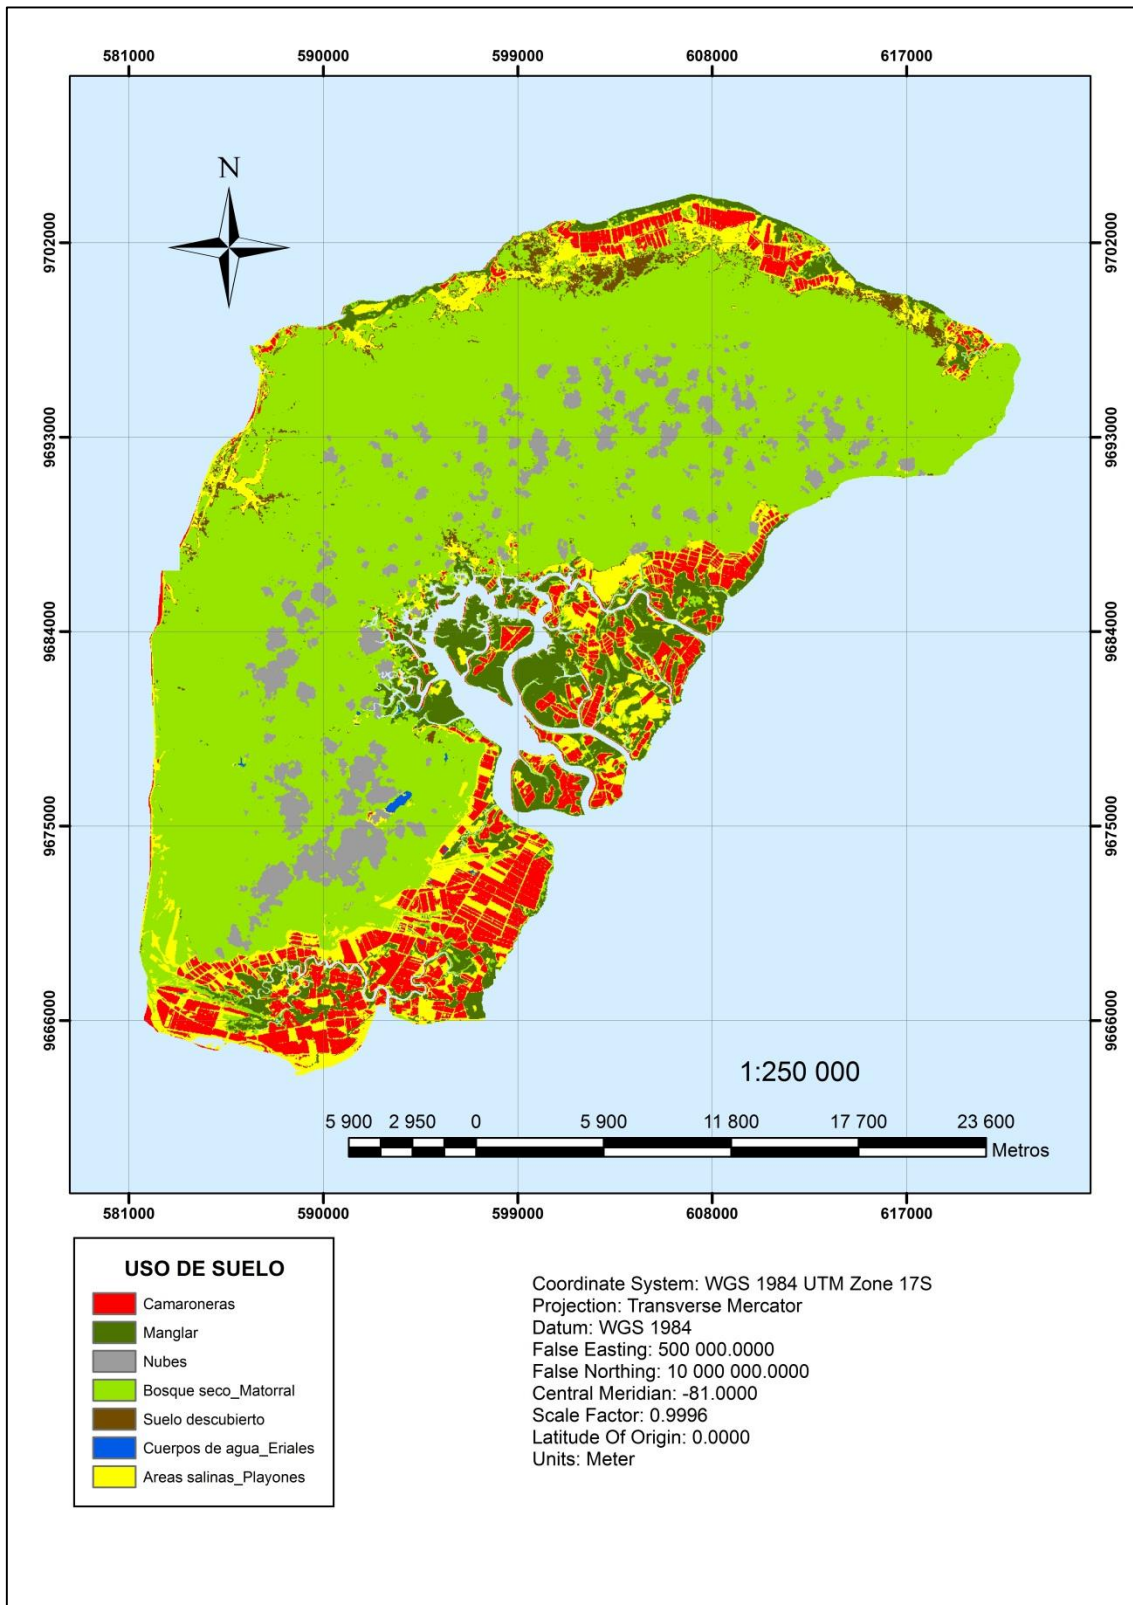 581000 590000 599000 608000 617000
N
9702000 9702000
9693000 9693000
9684000 9684000
9675000 9675000
9666000 9666000
1:250 000
5 900 2 950 0 5 900 11 800 17 700 23 600
Metros
581000 590000 599000 608000 617000
USO DE SUELO
Camaroneras
Manglar
Nubes
Bosque seco_Matorral
Suelo descubierto
Cuerpos de agua_Eriales
Areas salinas_Playones
Coordinate System: WGS 1984 UTM Zone 17S
Projection: Transverse Mercator
Datum: WGS 1984
False Easting: 500 000.0000
False Northing: 10 000 000.0000
Central Meridian: -81.0000
Scale Factor: 0.9996
Latitude Of Origin: 0.0000
Units: Meter